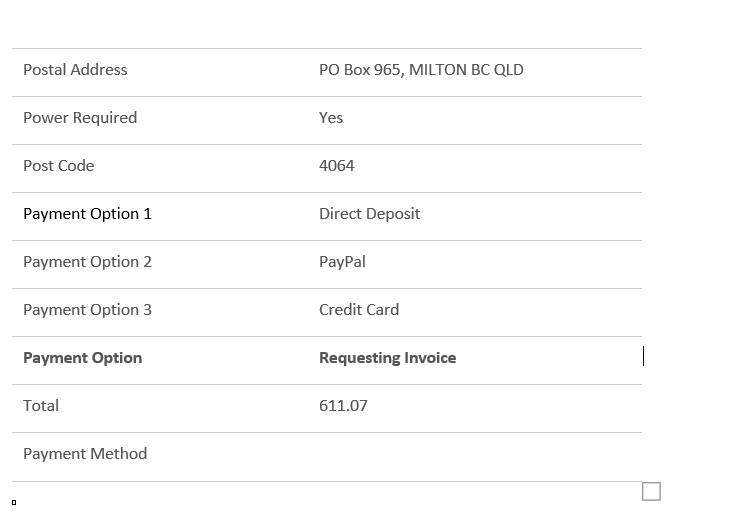 Postal Address PO Box 965, MILTON BC QLD
Power Required Yes
Post Code 4064
Payment Option 1 Direct Deposit
Payment Option 2 PayPal
Payment Option 3 Credit Card
Payment Option Requesting Invoice
Total 611.07
Payment Method